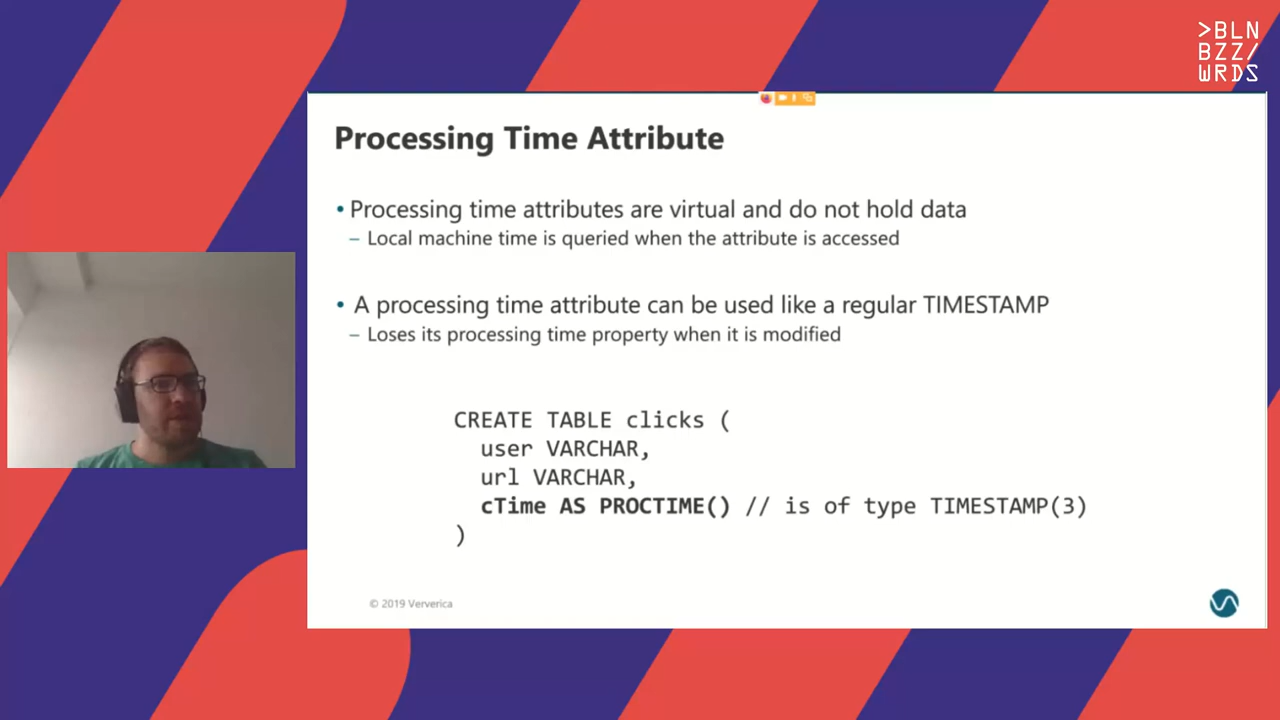 >BLN
BZZ/
WRDS
Processing Time Attribute
• Processing time attributes are virtual and do not hold data
– Local machine time is queried when the attribute is accessed
• A processing time attribute can be used like a regular TIMESTAMP
– Loses its processing time property when it is modified
CREATE TABLE clicks (
user VARCHAR,
url VARCHAR,
cTime AS PROCTIME() // is of type TIMESTAMP(3)
)
© 2019 Ververica